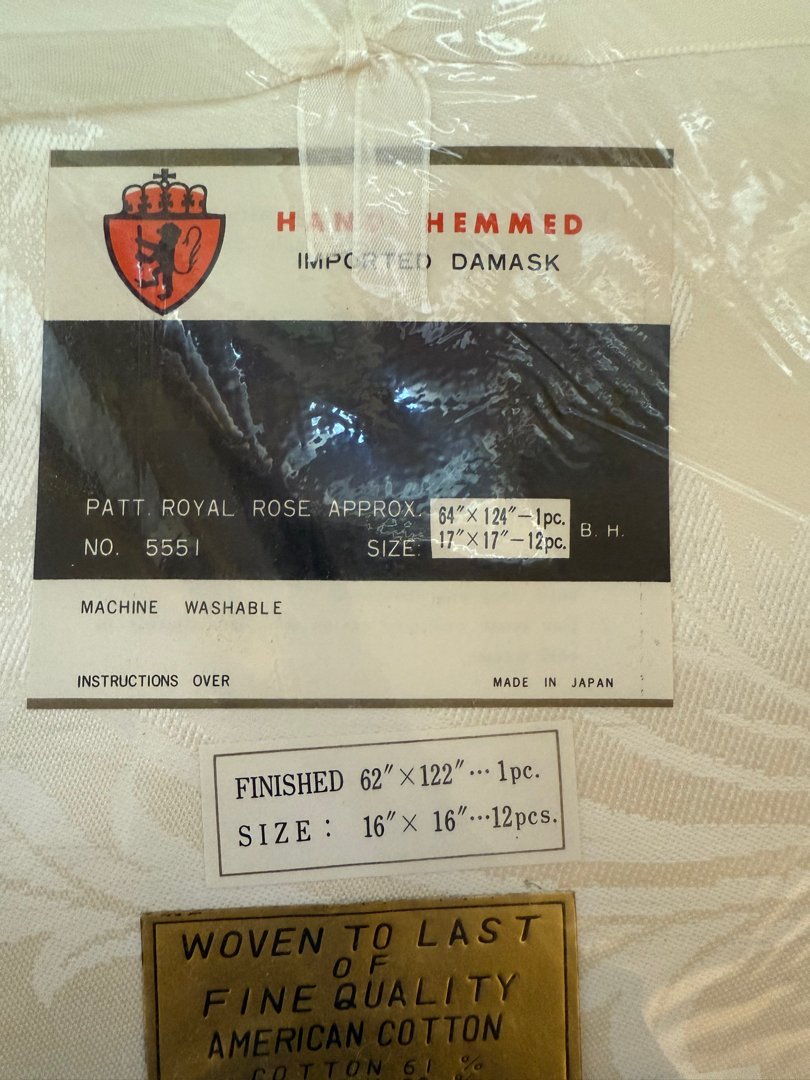 HAND HEMMED
IMPORTED DAMASK
PATT. ROYAL ROSE APPROX.
NO. 5551 SIZE:
64"×124"—1pc.
17"×17"—12pc.
B. H.
MACHINE WASHABLE
INSTRUCTIONS OVER
MADE IN JAPAN
FINISHED 62"×122"… 1pc.
SIZE: 16"× 16"…12pcs.
WOVEN TO LAST
OF
FINE QUALITY
AMERICAN COTTON
COTTON 61 %